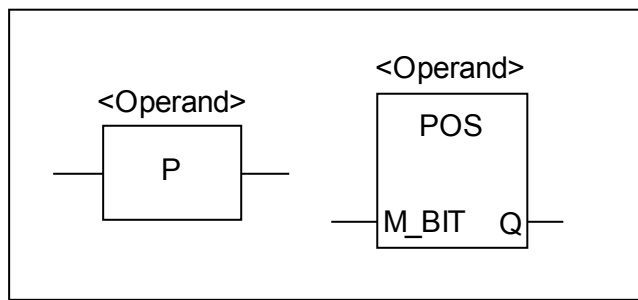 <Operand>
P
<Operand>
POS
M_BIT Q